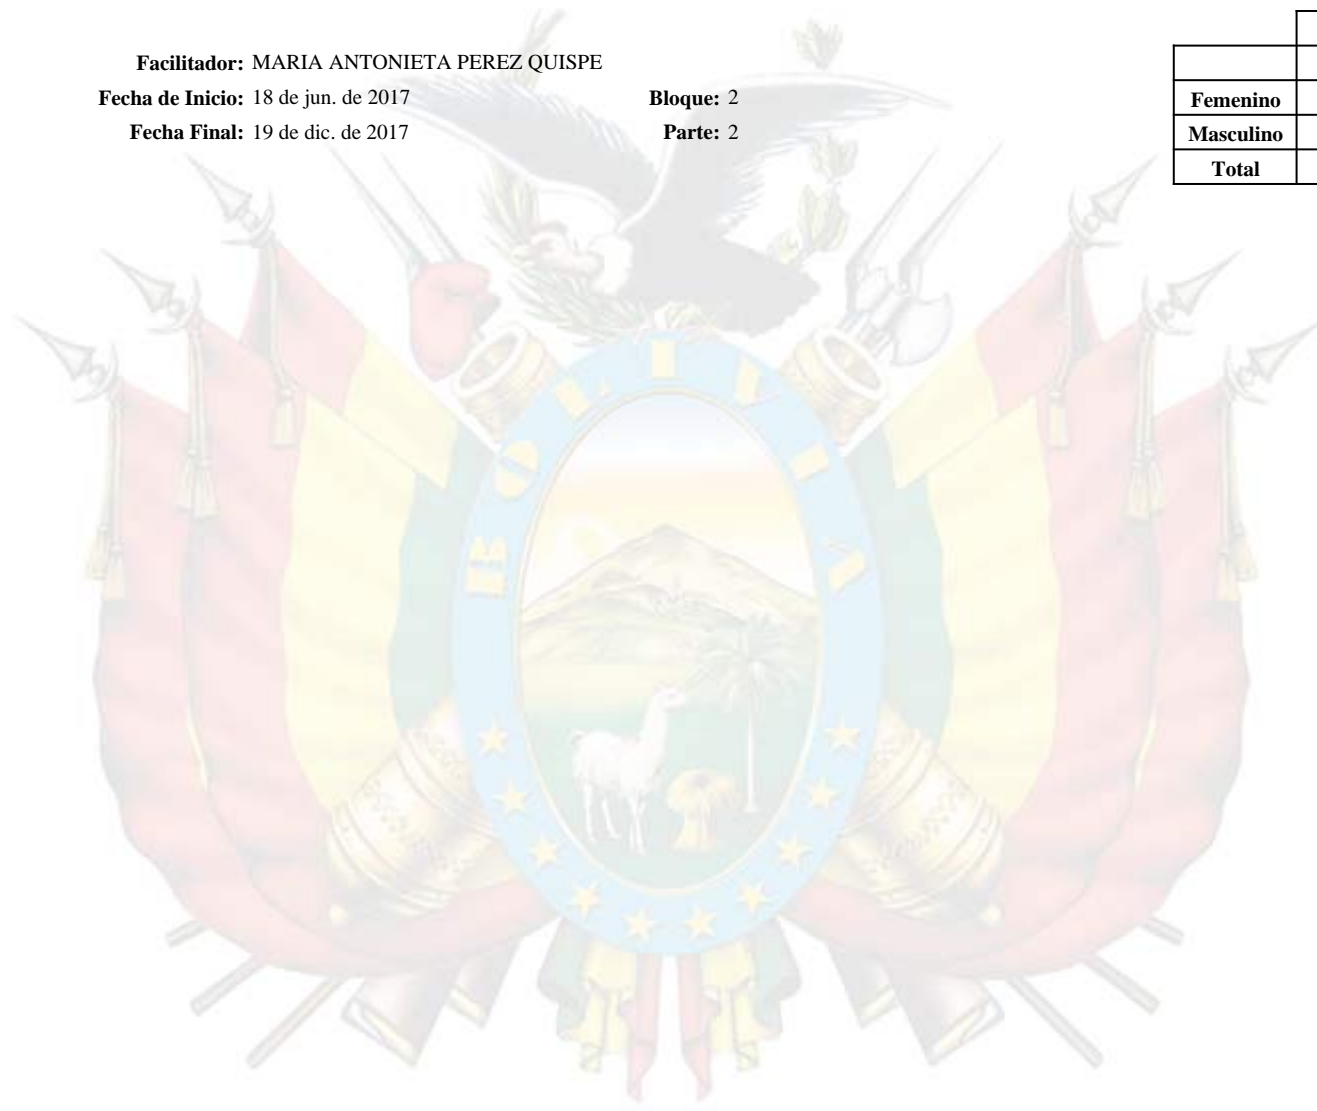 Facilitador: MARIA ANTONIETA PEREZ QUISPE
Fecha de Inicio: 18 de jun. de 2017 Bloque: 2
Fecha Final: 19 de dic. de 2017 Parte: 2
Femenino
Masculino
Total
BOLIVIA